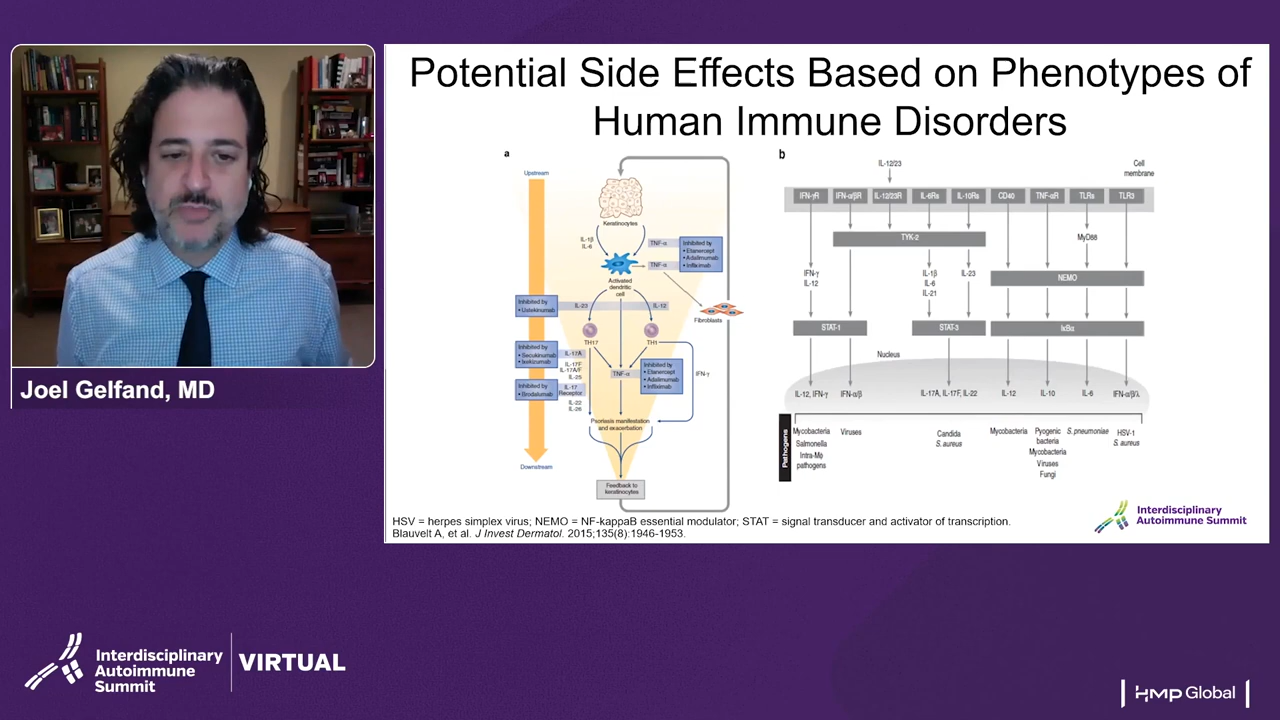 Potential Side Effects Based on Phenotypes of
Human Immune Disorders
a
Upstream
Keratinocytes
IL-1β
IL-6
TNF-α
TNF-α
Inhibited by
• Etanercept
• Adalimumab
• Infliximab
Activated
dendritic
cell
Fibroblasts
Inhibited by
• Ustekinumab
IL-23
IL-12
TH17
TH1
Inhibited by
• Secukinumab
• Ixekizumab
IL-17A
IL-17F
IL-17A/F
IL-25
TNF-α
Inhibited by
• Etanercept
• Adalimumab
• Infliximab
IFN-γ
Inhibited by
• Brodalumab
IL-17
Receptor
IL-22
IL-26
Psoriasis manifestation
and exacerbation
Downstream
Feedback to
keratinocytes
b
IL-12/23
Cell
membrane
IFN-γR IFN-α/βR IL-12/23R IL-6Rs IL-10Rs CD40 TNF-αR TLRs TLR3
TYK-2
MyD88
IFN-γ
IL-12
IL-1β
IL-6
IL-21
IL-23
NEMO
STAT-1 STAT-3 IκBα
Nucleus
IL-12, IFN-γ IFN-α/β IL-17A, IL-17F, IL-22 IL-12 IL-10 IL-6 IFN-α/β/λ
Pathogens
Mycobacteria
Salmonella
Intra-Mφ
pathogens
Viruses
Candida
S. aureus
Mycobacteria
Pyogenic
bacteria
Mycobacteria
Viruses
Fungi
S. pneumoniae
HSV-1
S. aureus
HSV = herpes simplex virus; NEMO = NF-kappaB essential modulator; STAT = signal transducer and activator of transcription.
Blauvelt A, et al. J Invest Dermatol. 2015;135(8):1946-1953.
Interdisciplinary
Autoimmune Summit
Joel Gelfand, MD
Interdisciplinary
Autoimmune
Summit
VIRTUAL
HMP Global